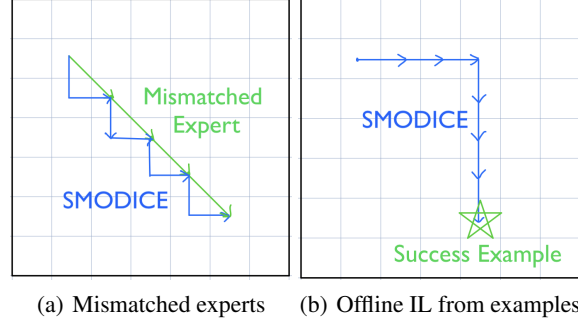 Mismatched
Expert
SMODICE
SMODICE
Success Example
(a) Mismatched experts
(b) Offline IL from examples